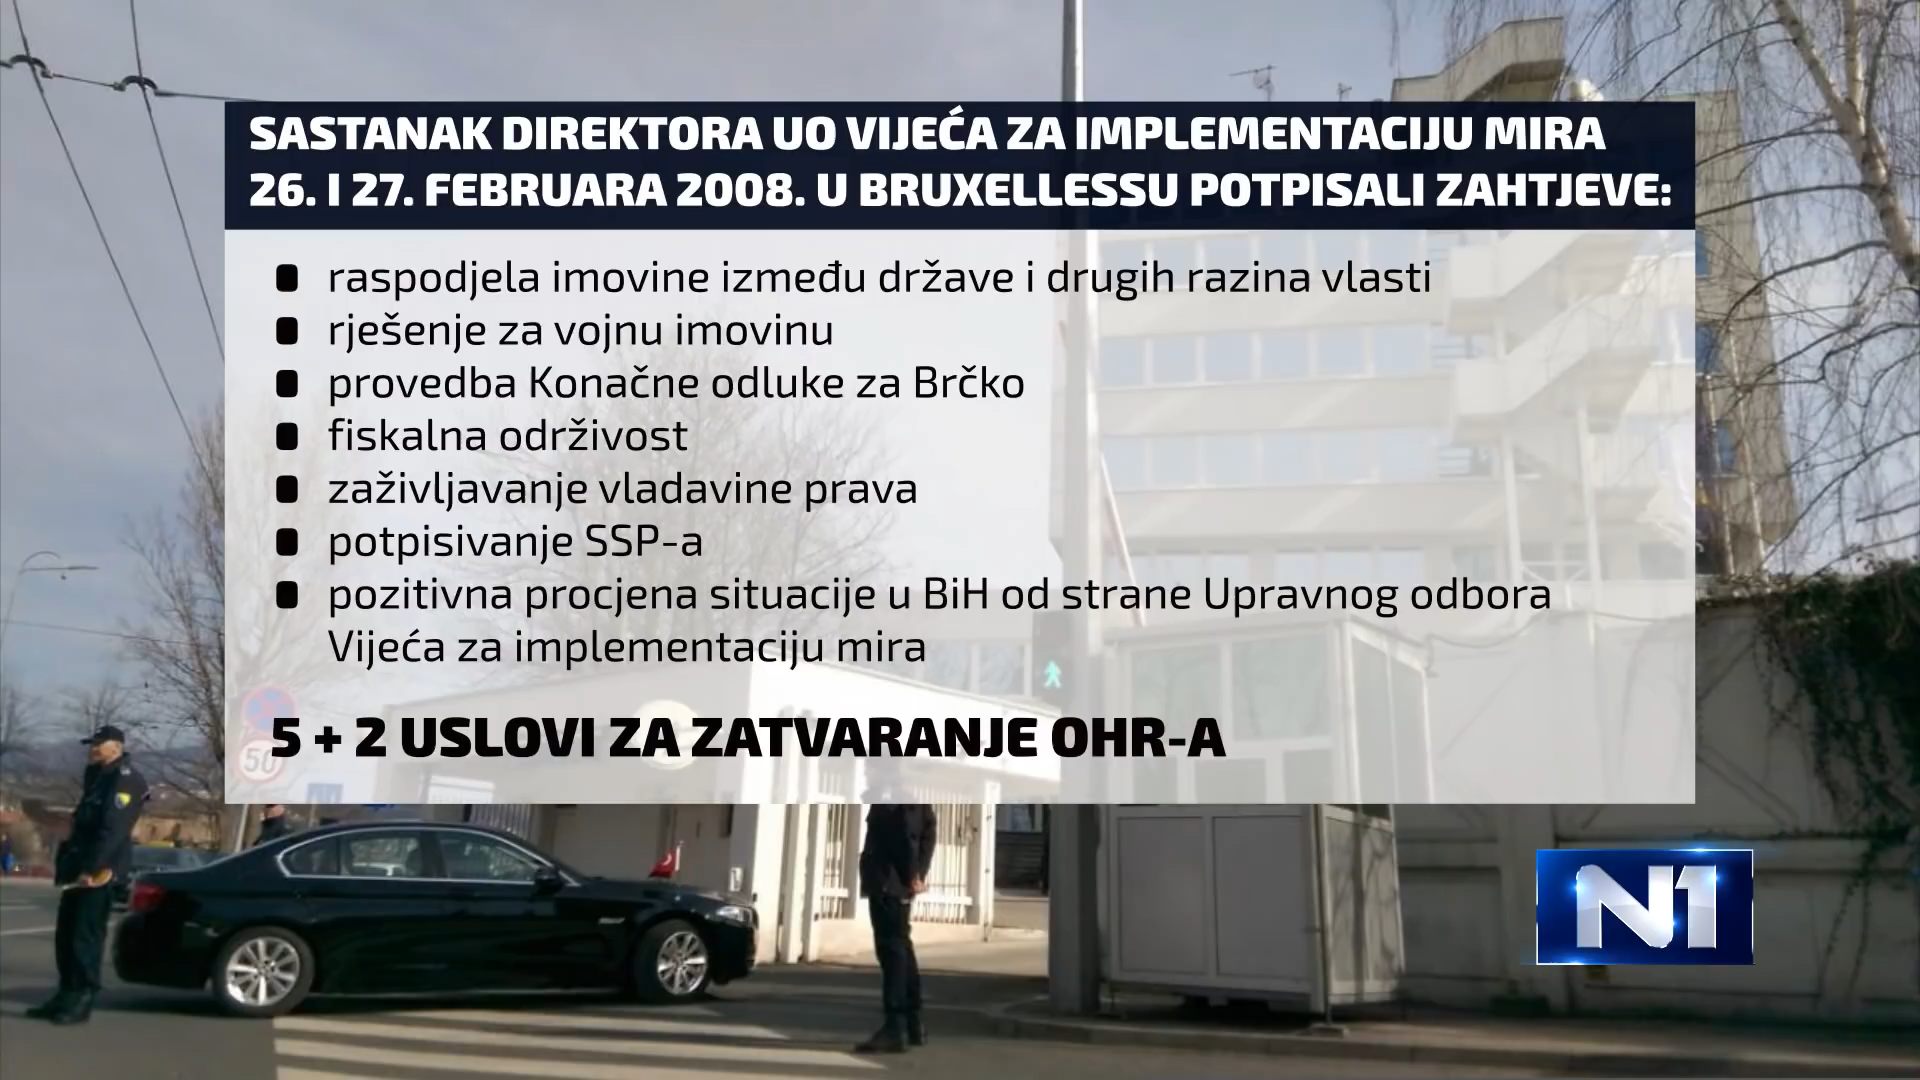 SASTANAK DIREKTORA UO VIJEĆA ZA IMPLEMENTACIJU MIRA
26. I 27. FEBRUARA 2008. U BRUXELLESSU POTPISALI ZAHTJEVE:
raspodjela imovine između države i drugih razina vlasti
rješenje za vojnu imovinu
provedba Konačne odluke za Brčko
fiskalna održivost
zaživljavanje vladavine prava
potpisivanje SSP-a
pozitivna procjena situacije u BiH od strane Upravnog odbora
Vijeća za implementaciju mira
5 + 2 USLOVI ZA ZATVARANJE OHR-A
50
N1